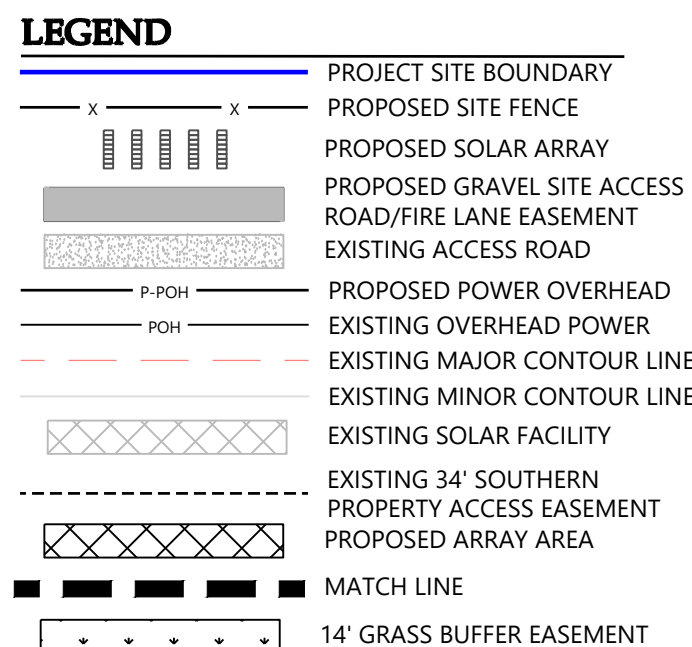 LEGEND
PROJECT SITE BOUNDARY
X X PROPOSED SITE FENCE
PROPOSED SOLAR ARRAY
PROPOSED GRAVEL SITE ACCESS
ROAD/FIRE LANE EASEMENT
EXISTING ACCESS ROAD
P-POH PROPOSED POWER OVERHEAD
POH EXISTING OVERHEAD POWER
EXISTING MAJOR CONTOUR LINE
EXISTING MINOR CONTOUR LINE
EXISTING SOLAR FACILITY
EXISTING 34' SOUTHERN
PROPERTY ACCESS EASEMENT
PROPOSED ARRAY AREA
MATCH LINE
14' GRASS BUFFER EASEMENT